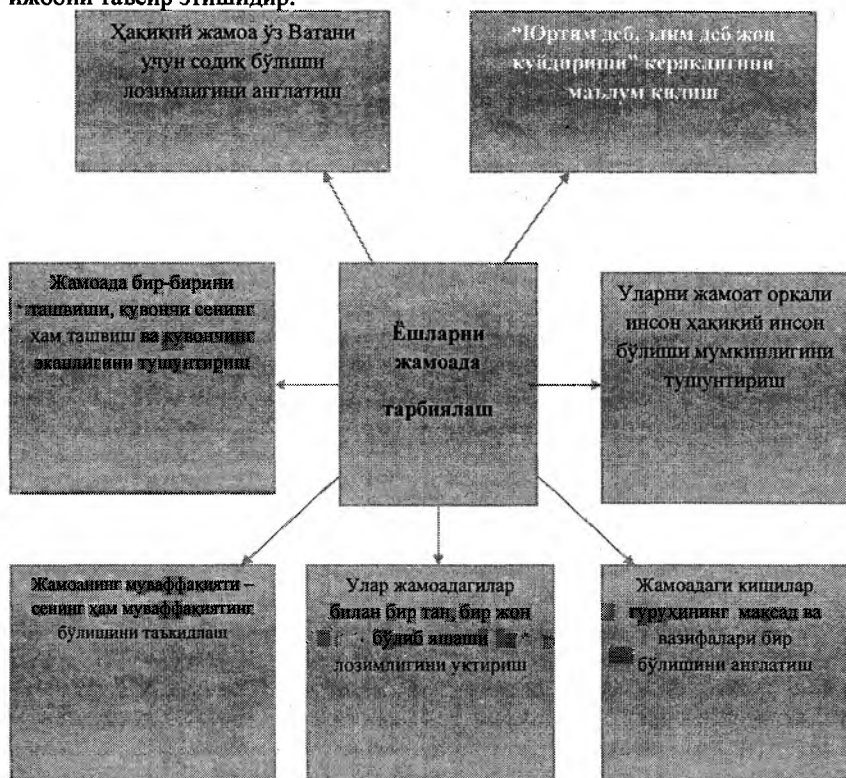 ижобий таъсир этишидир.
Ҳақиқий жамоа ўз Ватани
учун содиқ бўлиши
лозимлигини англатиш
“Юртим деб, элим деб жон
куйдириши” кераклигини
маълум қилиш
Жамоада бир-бирини
ташвиши, қувончи сенинг
ҳам ташвиш ва қувончинг
эканлигини тушунтириш
Ёшларни
жамоада
тарбиялаш
Уларни жамоат орқали
инсон ҳақиқий инсон
бўлиши мумкинлигини
тушунтириш
Жамоанинг муваффақияти –
сенинг ҳам муваффақиятинг
бўлишини таъкидлаш
Улар жамоадагилар
билан бир тан, бир жон
бўлиб яшаши
лозимлигини уқтириш
Жамоадаги кишилар
гуруҳининг мақсад ва
вазифалари бир
бўлишини англатиш